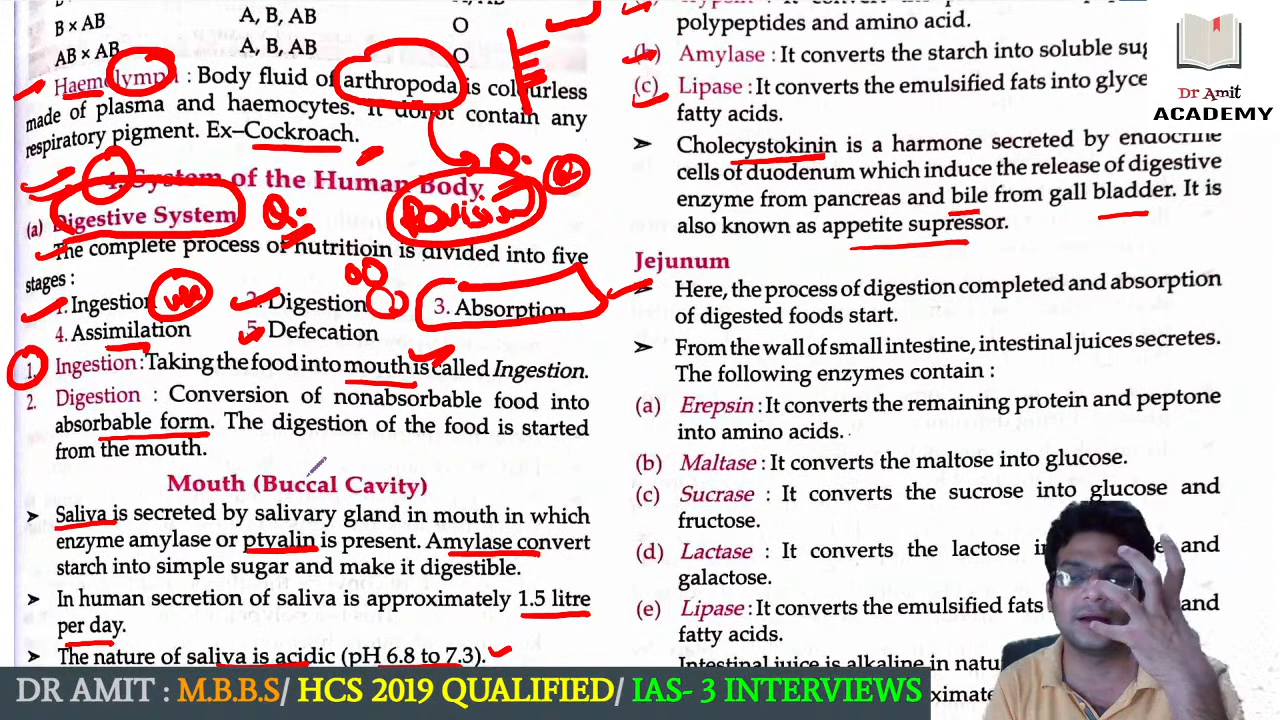 B × AB
A, B, AB
O
AB × AB
A, B, AB
O
: Body fluid of arthropoda is colourless
made of plasma and haemocytes. It donot contain any
respiratory pigment. Ex–Cockroach.
4. System of the Human Body
Revision
(a) Digestive System
The complete process of nutritioin is divided into five
stages :
1. Ingestion
Digestion
3. Absorption
4. Assimilation
5. Defecation
1. Ingestion : Taking the food into mouth is called Ingestion.
2. Digestion : Conversion of nonabsorbable food into
absorbable form. The digestion of the food is started
from the mouth.
Mouth (Buccal Cavity)
➤ Saliva is secreted by salivary gland in mouth in which
enzyme amylase or ptyalin is present. Amylase convert
starch into simple sugar and make it digestible.
➤ In human secretion of saliva is approximately 1.5 litre
per day.
➤ The nature of saliva is acidic (pH 6.8 to 7.3).
polypeptides and amino acid.
(b) Amylase : It converts the starch into soluble
(c) Lipase : It converts the emulsified fats into
fatty acids.
➤ Cholecystokinin is a harmone secreted by endocrine
cells of duodenum which induce the release of digestive
enzyme from pancreas and bile from gall bladder. It is
also known as appetite supressor.
Jejunum
➤ Here, the process of digestion completed and absorption
of digested foods start.
➤ From the wall of small intestine, intestinal juices secretes.
The following enzymes contain :
(a) Erepsin : It converts the remaining protein and peptone
into amino acids.
(b) Maltase : It converts the maltose into glucose.
(c) Sucrase : It converts the sucrose into glucose and
fructose.
(d) Lactase : It converts the lactose and
galactose.
(e) Lipase : It converts the emulsified fats and
fatty acids.
Intestinal juice is alkaline in
Dr Amit
ACADEMY
DR AMIT : M.B.B.S/ HCS 2019 QUALIFIED/ IAS- 3 INTERVIEWS